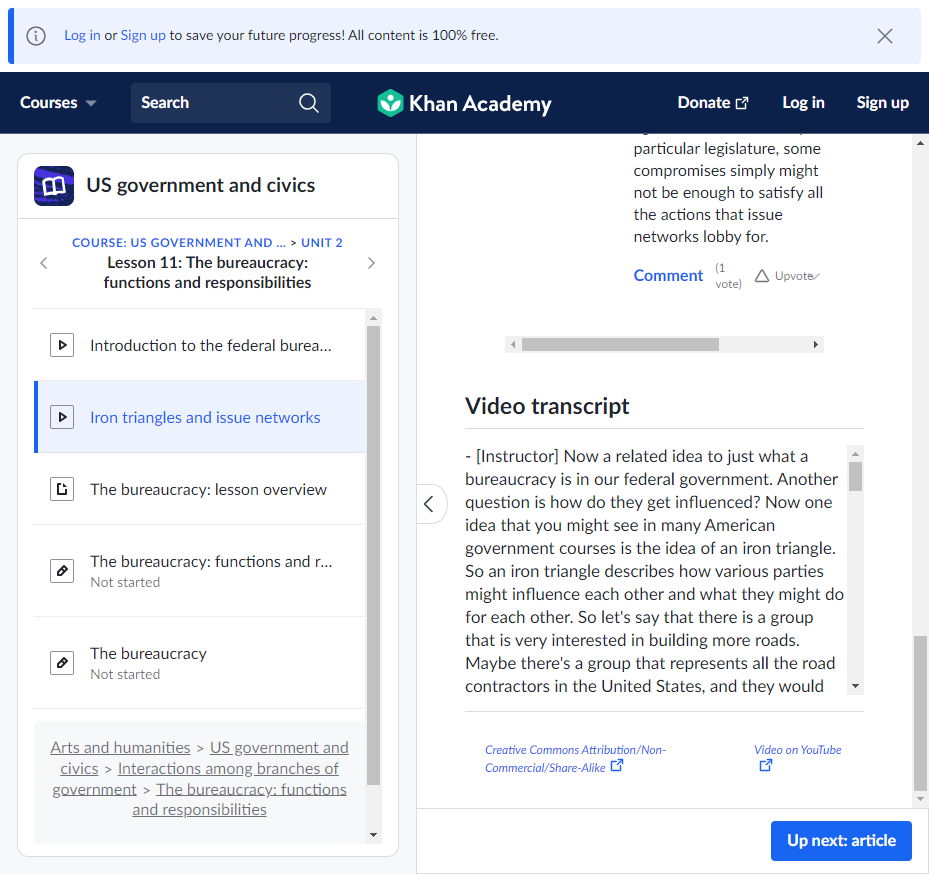 Log in or Sign up to save your future progress! All content is 100% free.
Courses
Search
Khan Academy
Donate
Log in
Sign up
US government and civics
COURSE: US GOVERNMENT AND ... > UNIT 2
Lesson 11: The bureaucracy:
functions and responsibilities
Introduction to the federal burea...
Iron triangles and issue networks
The bureaucracy: lesson overview
The bureaucracy: functions and r...
Not started
The bureaucracy
Not started
Arts and humanities > US government and
civics > Interactions among branches of
government > The bureaucracy: functions
and responsibilities
particular legislature, some
compromises simply might
not be enough to satisfy all
the actions that issue
networks lobby for.
Comment
(1
vote)
Upvote
Video transcript
- [Instructor] Now a related idea to just what a
bureaucracy is in our federal government. Another
question is how do they get influenced? Now one
idea that you might see in many American
government courses is the idea of an iron triangle.
So an iron triangle describes how various parties
might influence each other and what they might do
for each other. So let's say that there is a group
that is very interested in building more roads.
Maybe there's a group that represents all the road
contractors in the United States, and they would
Creative Commons Attribution/Non-
Commercial/Share-Alike
Video on YouTube
Up next: article